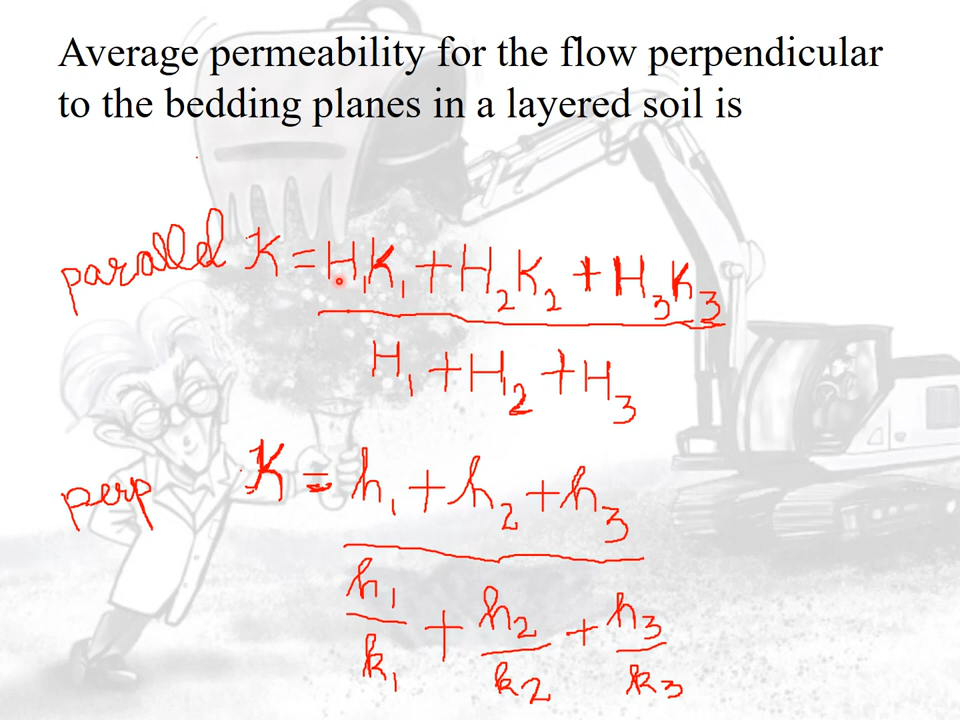 Average permeability for the flow perpendicular
to the bedding planes in a layered soil is
parallel K = H₁K₁ + H₂K₂ + H₃K₃
H₁ + H₂ + H₃
perp K = h₁ + h₂ + h₃
h₁ + h₂ + h₃
k₁ k₂ k₃